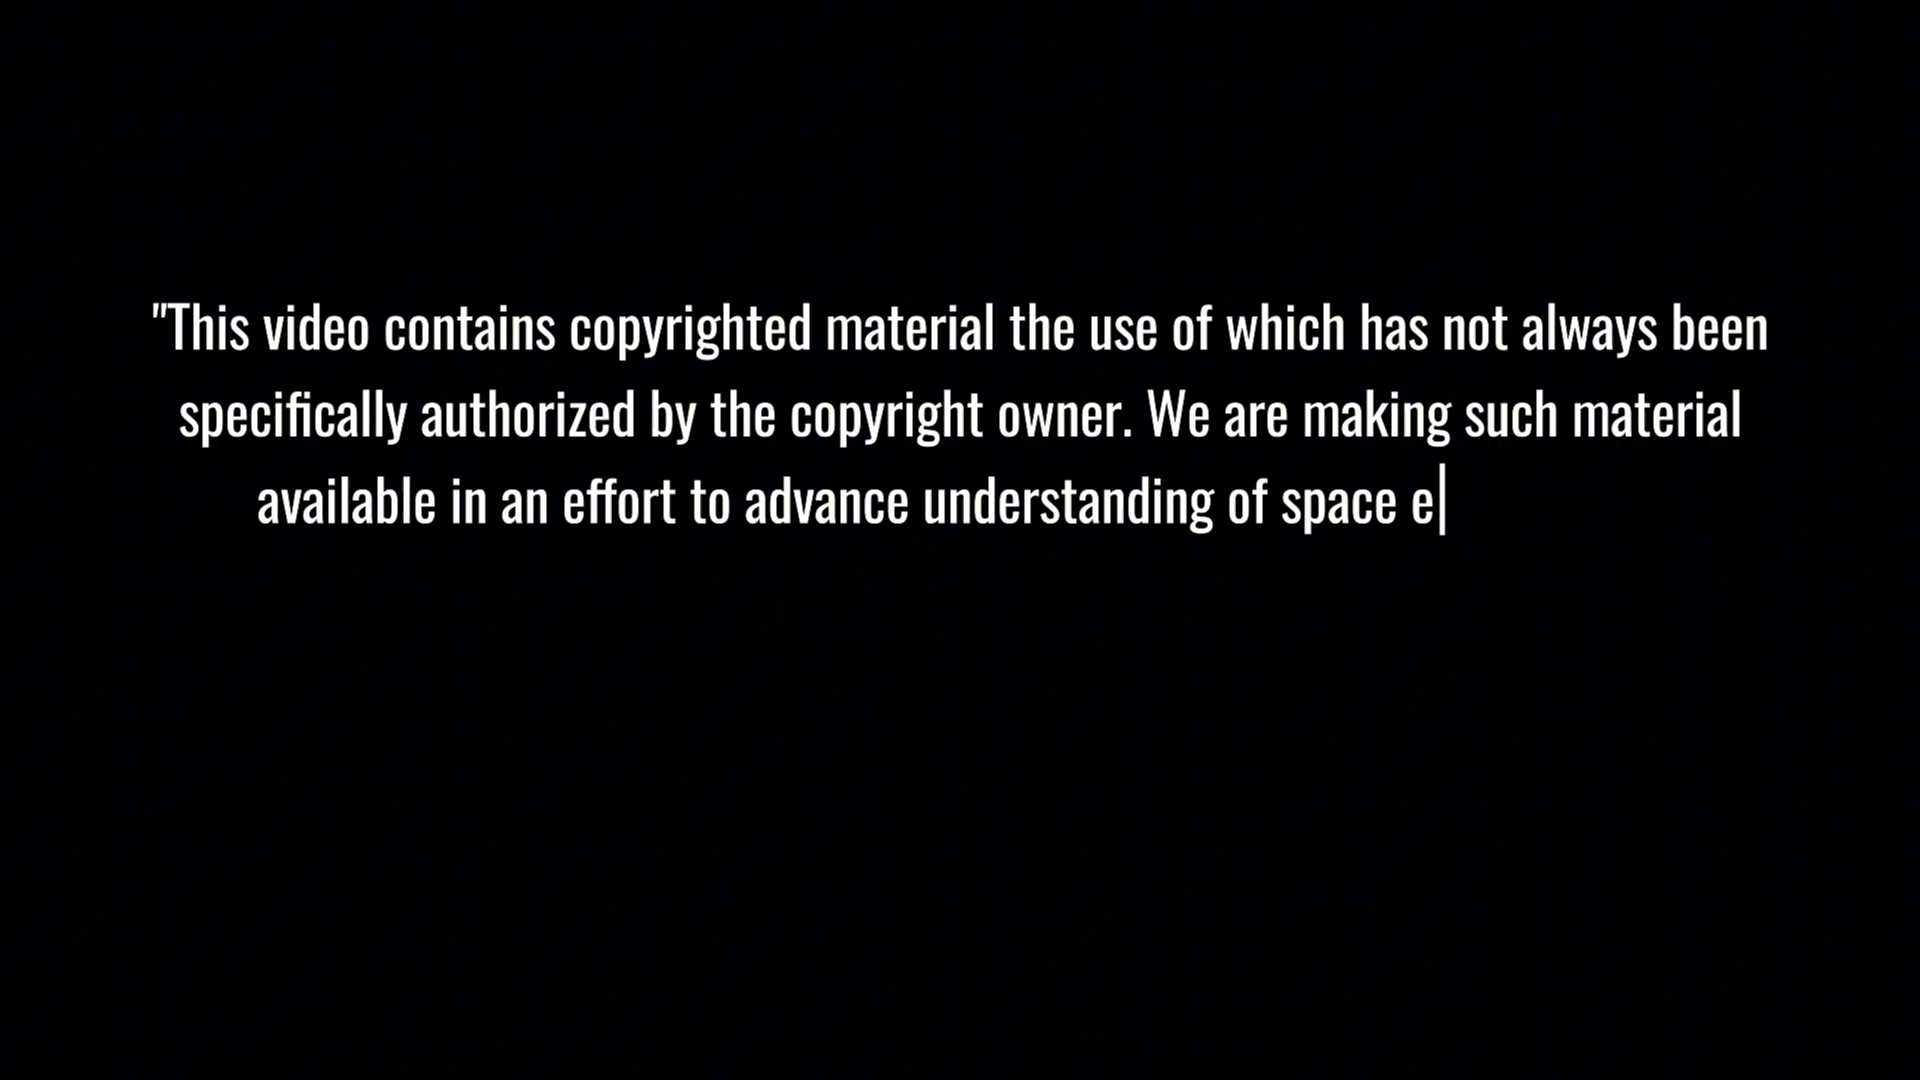 "This video contains copyrighted material the use of which has not always been
specifically authorized by the copyright owner. We are making such material
available in an effort to advance understanding of space e